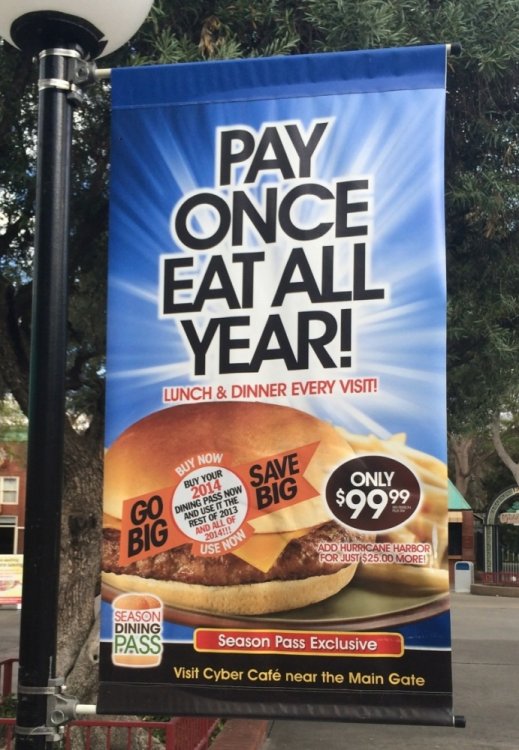 PAY
ONCE
EAT ALL
YEAR!
LUNCH & DINNER EVERY VISIT!
GO
BIG
BUY NOW
BUY YOUR
2014
DINING PASS NOW
AND USE IT THE
REST OF 2013
AND ALL OF
2014!!!
USE NOW
SAVE
BIG
ONLY
$99.99
ADD HURRICANE HARBOR
FOR JUST $25.00 MORE!
SEASON
DINING
PASS
Season Pass Exclusive
Visit Cyber Café near the Main Gate